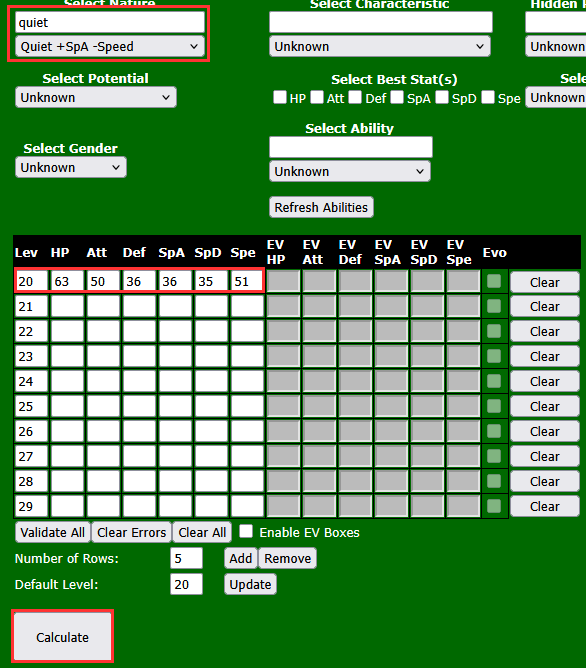 Select Nature Select Characteristic Hidden
quiet
Quiet +SpA -Speed Unknown Unknown
Select Potential Select Best Stat(s) Sele
Unknown HP Att Def SpA SpD Spe Unknown
Select Ability
Select Gender
Unknown Unknown
Refresh Abilities
Lev HP Att Def SpA SpD Spe EV HP EV Att EV Def EV SpA EV SpD EV Spe Evo
20 63 50 36 36 35 51 Clear
21 Clear
22 Clear
23 Clear
24 Clear
25 Clear
26 Clear
27 Clear
28 Clear
29 Clear
Validate All Clear Errors Clear All Enable EV Boxes
Number of Rows: 5 Add Remove
Default Level: 20 Update
Calculate